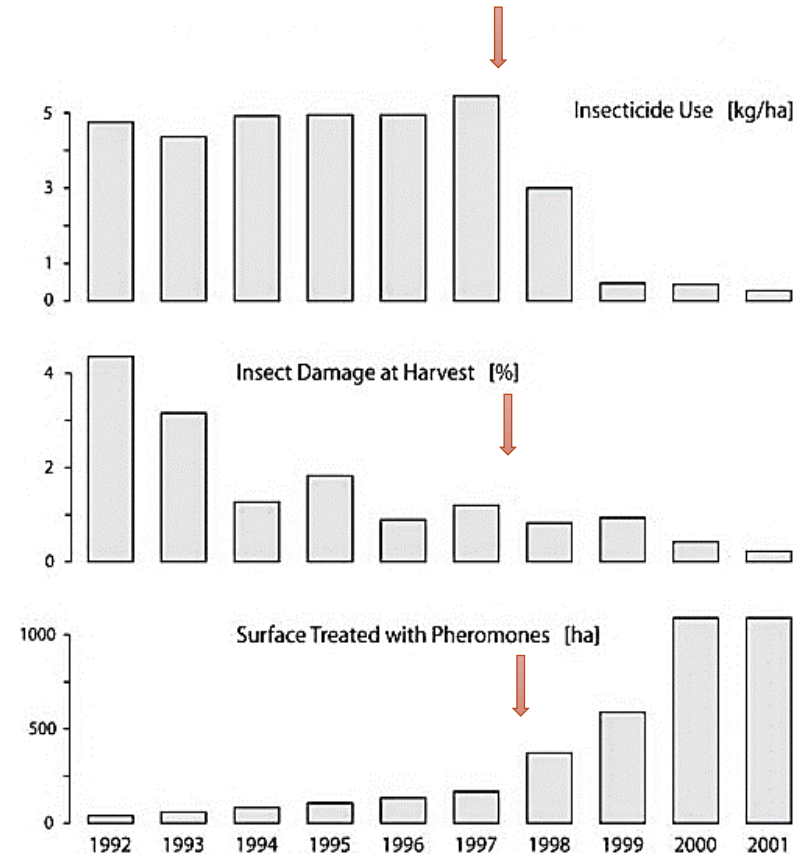 Insecticide Use [kg/ha]
5
3
1
0
Insect Damage at Harvest [%]
4
2
0
Surface Treated with Pheromones [ha]
1000
500
0
1992 1993 1994 1995 1996 1997 1998 1999 2000 2001